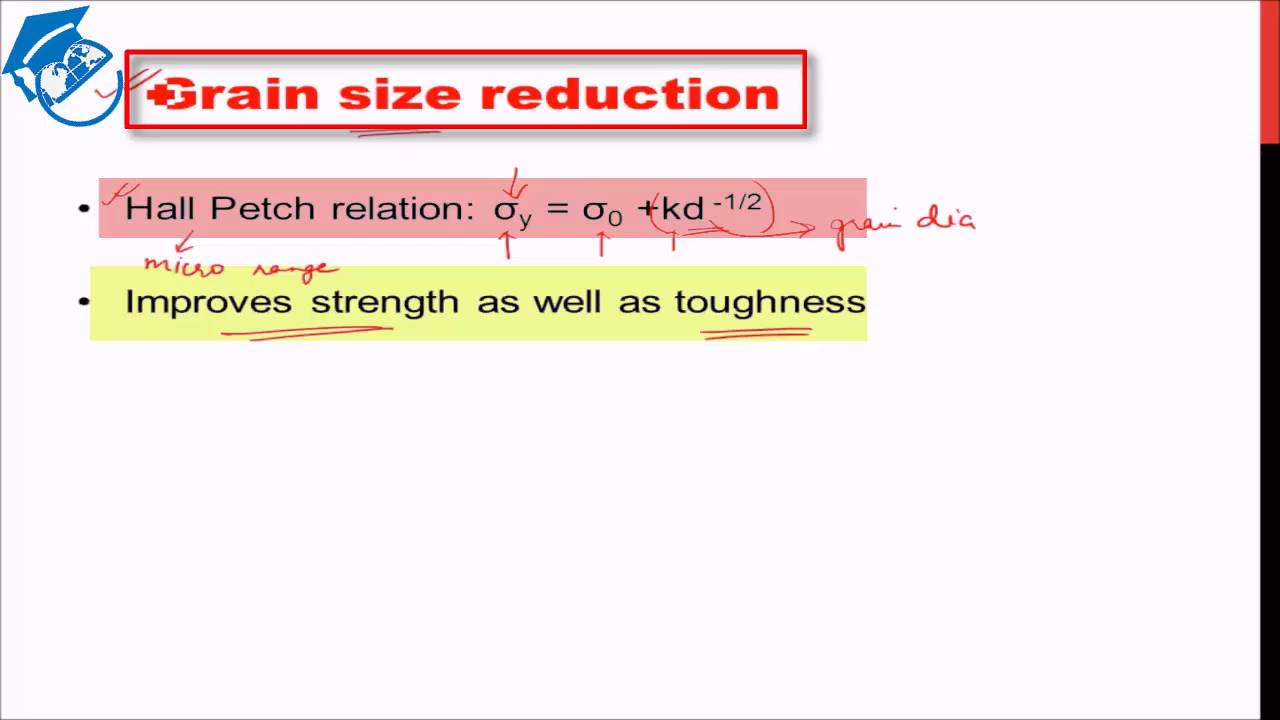 Grain size reduction
• Hall Petch relation: σy = σ0 + kd -1/2
grain dia
micro range
• Improves strength as well as toughness